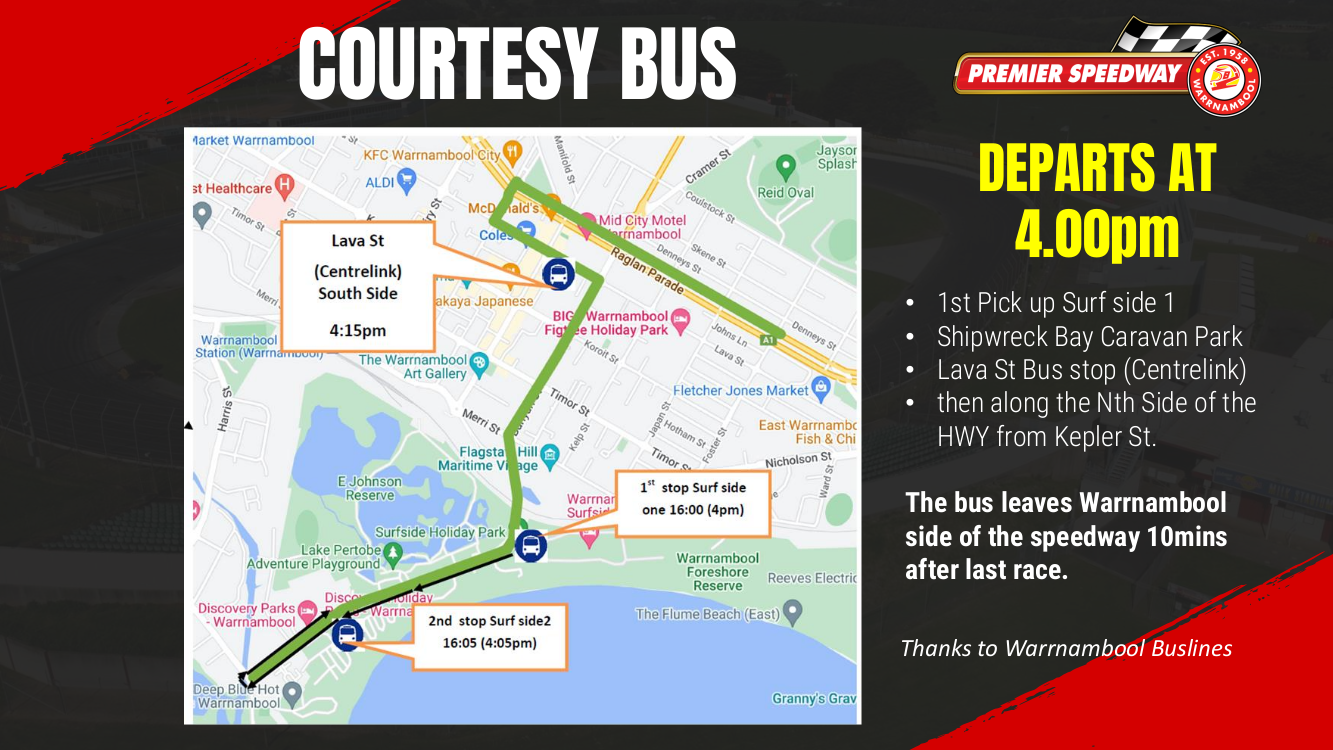 COURTESY BUS
PREMIER SPEEDWAY
EST. 1958
WARRNAMBOOL
DEPARTS AT
4.00pm
• 1st Pick up Surf side 1
• Shipwreck Bay Caravan Park
• Lava St Bus stop (Centrelink)
• then along the Nth Side of the
HWY from Kepler St.
The bus leaves Warrnambool
side of the speedway 10mins
after last race.
Thanks to Warrnambool Buslines
Market Warrnambool
KFC Warrnambool City
ALDI
st Healthcare
Timor St
Manifold St
Cramer St
Jayson
Splash
Reid Oval
Coulstock St
McDonald's
Coles
Mid City Motel
Warrnambool
Skene St
Denneys St
Raglan Parade
Lava St
(Centrelink)
South Side
4:15pm
akaya Japanese
Merri
BIG Warrnambool
Figtree Holiday Park
Johns Ln
A1
Denneys St
Lava St
Koroit St
Warrnambool
Station (Warrnambool)
The Warrnambool
Art Gallery
Fletcher Jones Market
Harris St
Merri St
Timor St
Kelp St
Japan St
Hotham St
Foster St
East Warrnambo
Fish & Chi
Flagstaff Hill
Maritime Village
Timor St
Nicholson St
Ward St
E Johnson
Reserve
1st stop Surf side
one 16:00 (4pm)
Warrnar
Surfsid
Surfside Holiday Park
Lake Pertobe
Adventure Playground
Warrnambool
Foreshore
Reserve
Reeves Electric
Discovery Parks
- Warrnambool
Holiday
The Flume Beach (East)
2nd stop Surf side2
16:05 (4:05pm)
Deep Blue Hot
Warrnambool
Granny's Grav